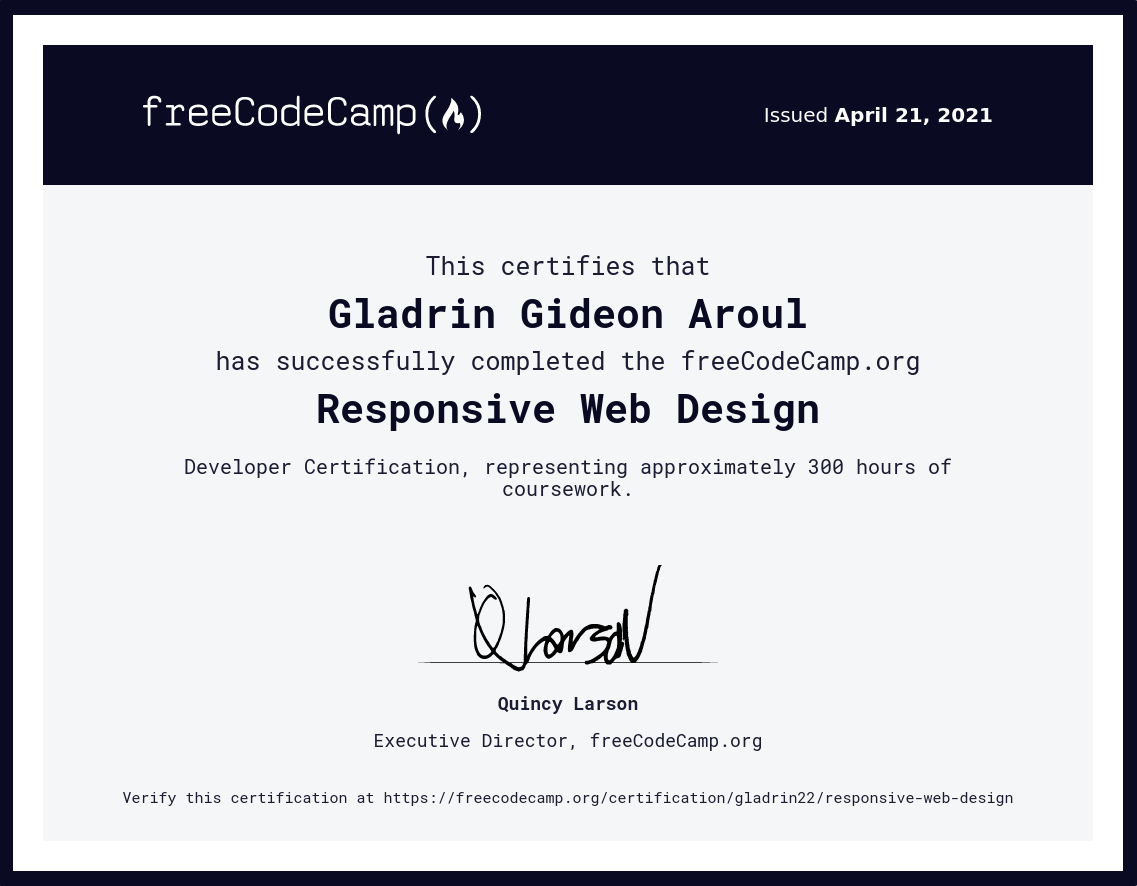 freeCodeCamp
Issued April 21, 2021
This certifies that
Gladrin Gideon Aroul
has successfully completed the freeCodeCamp.org
Responsive Web Design
Developer Certification, representing approximately 300 hours of
coursework.
QLarson
Quincy Larson
Executive Director, freeCodeCamp.org
Verify this certification at https://freecodecamp.org/certification/gladrin22/responsive-web-design